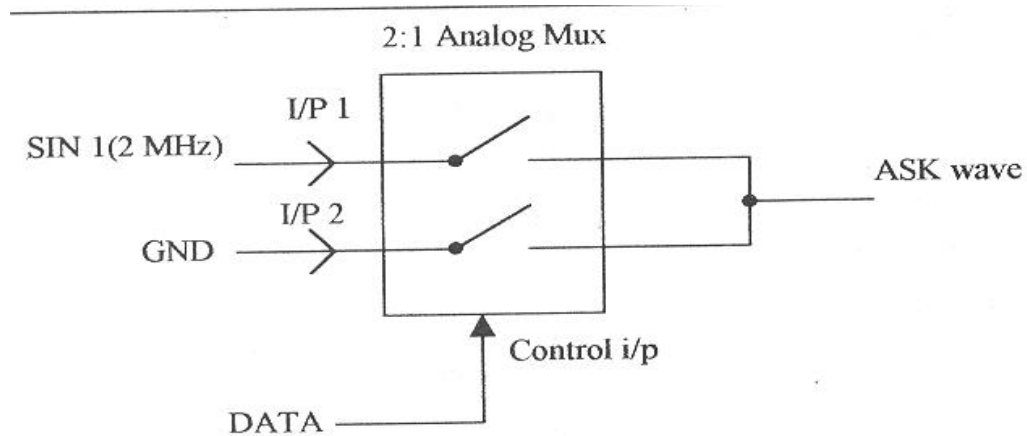 2:1 Analog Mux
I/P 1
SIN 1(2 MHz)
ASK wave
I/P 2
GND
Control i/p
DATA